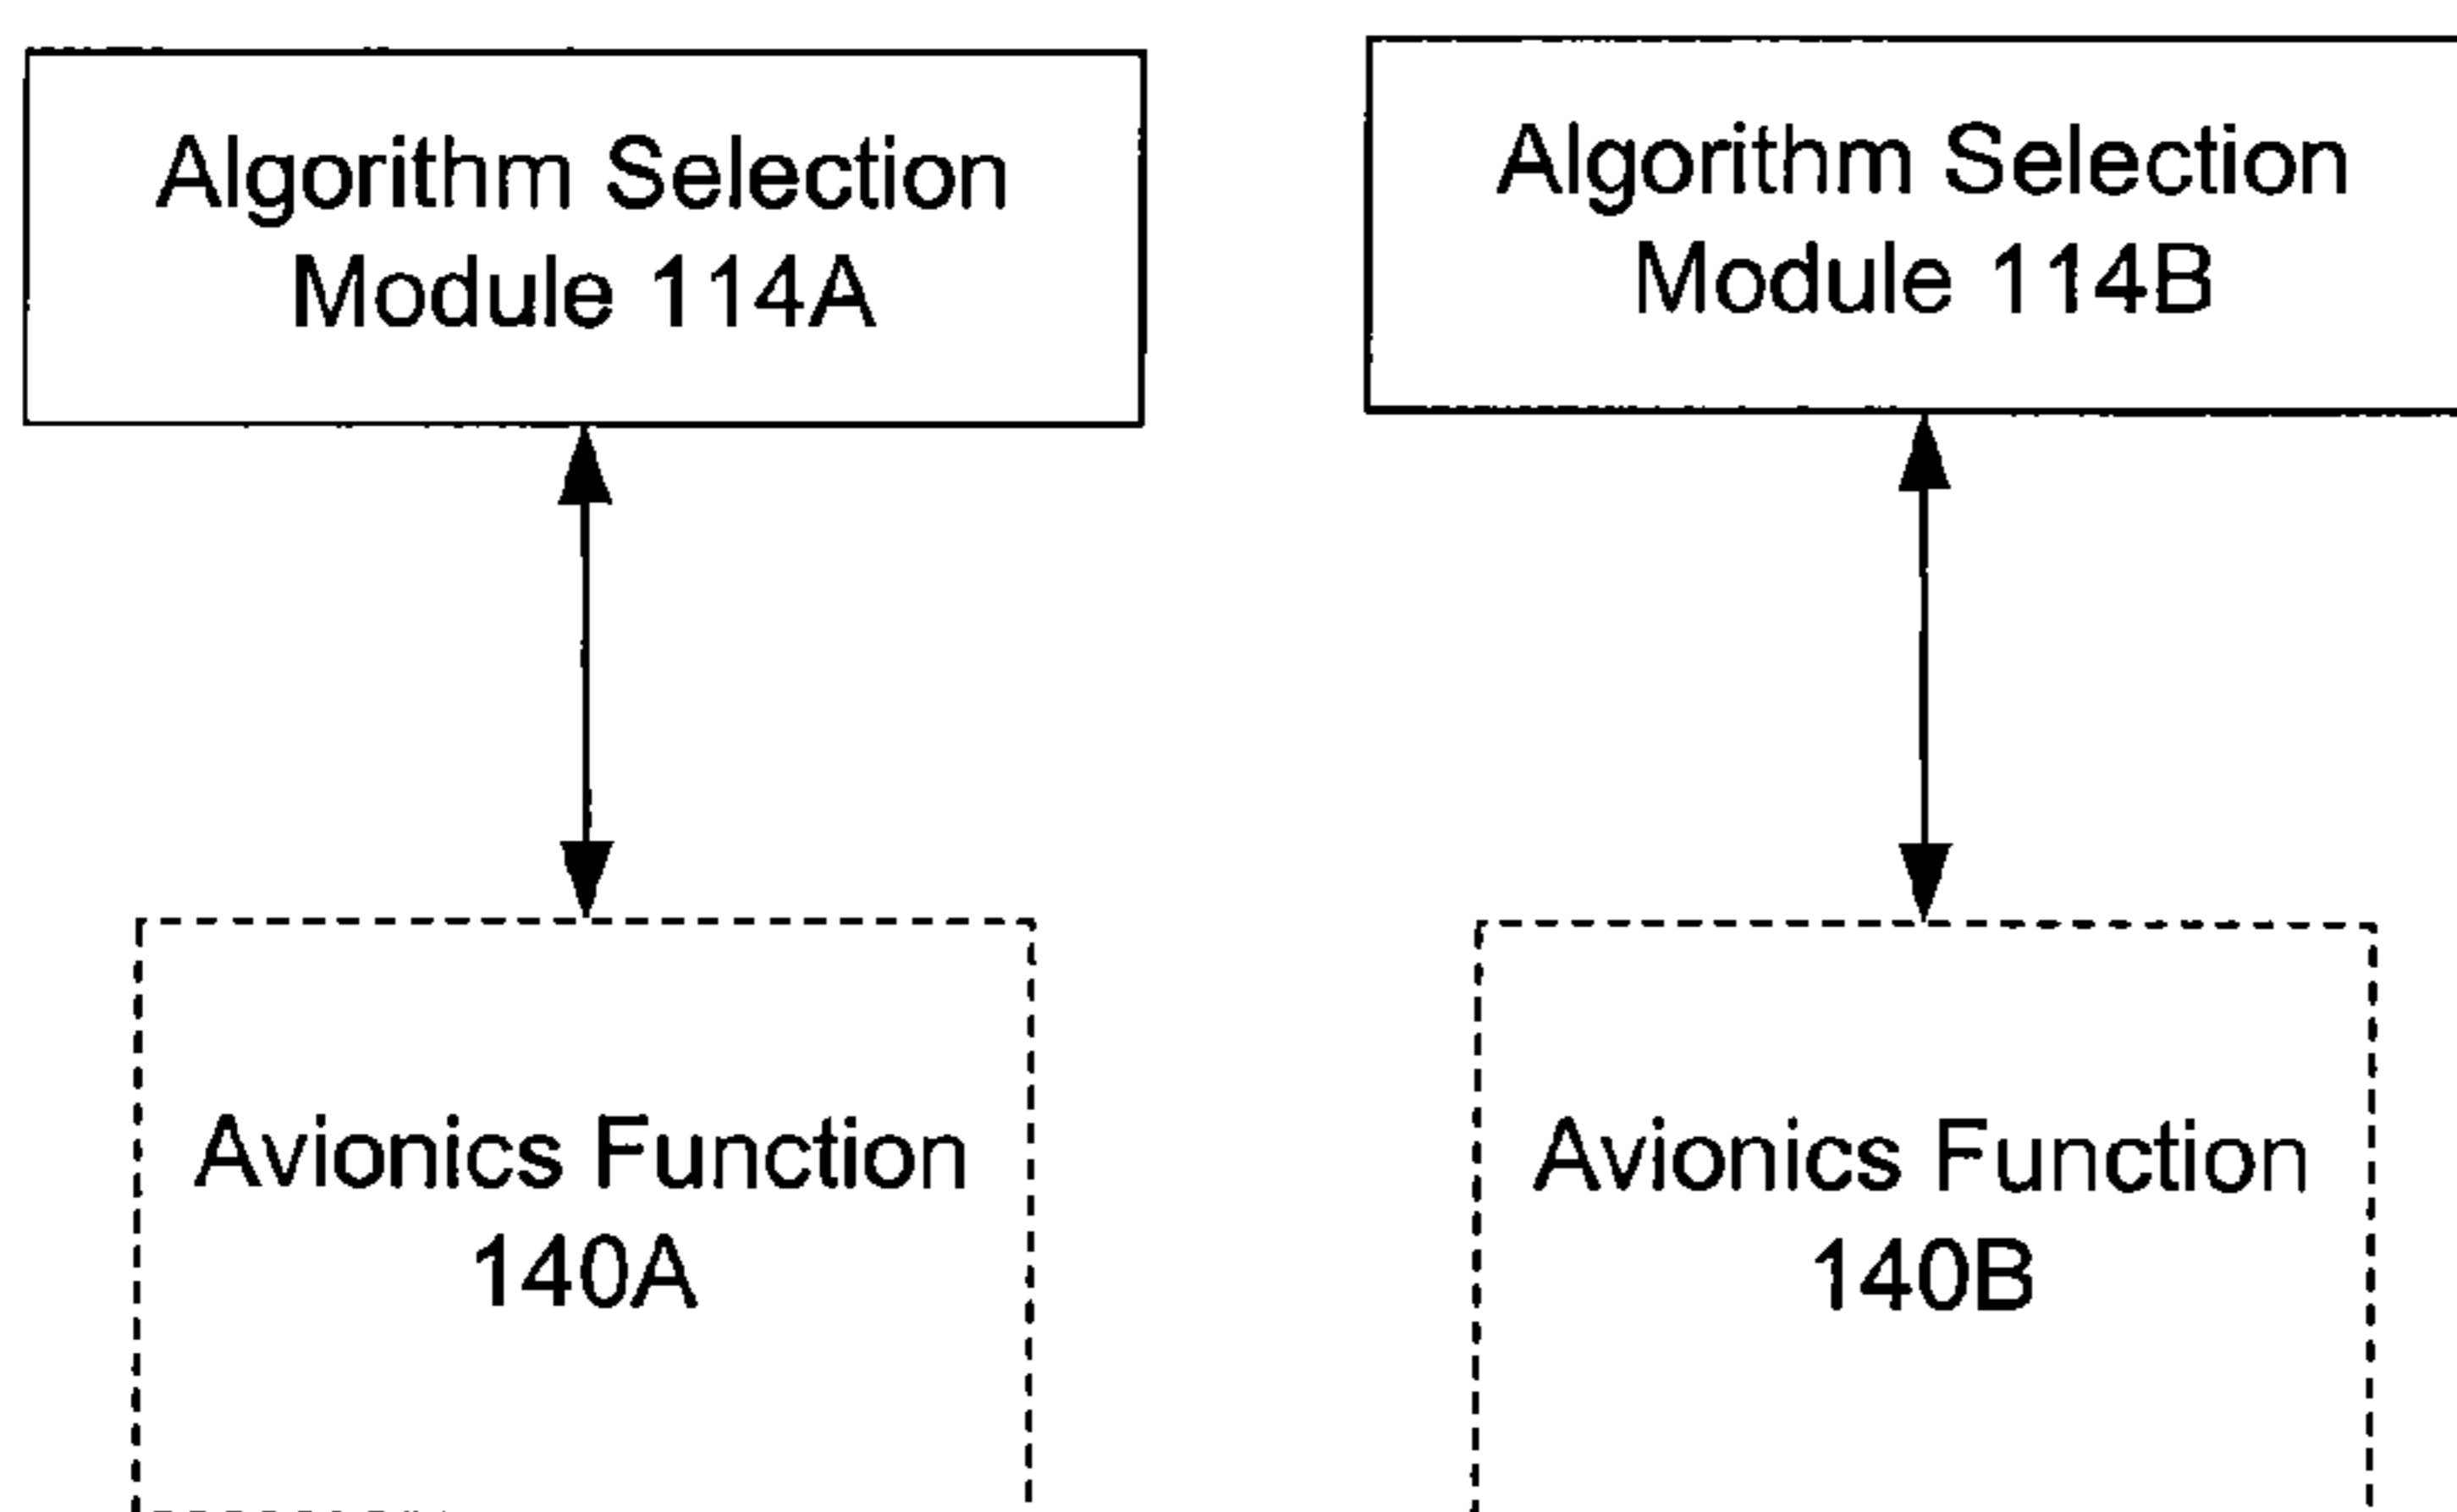 Algorithm Selection
Module 114A
Algorithm Selection
Module 114B
Avionics Function
140A
Avionics Function
140B